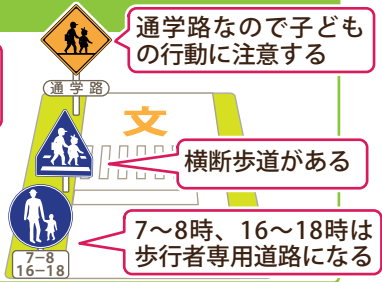 通学路なので子ども
の行動に注意する
通学路
文
横断歩道がある
7～8時、16～18時は
歩行者専用道路になる
7-8
16-18